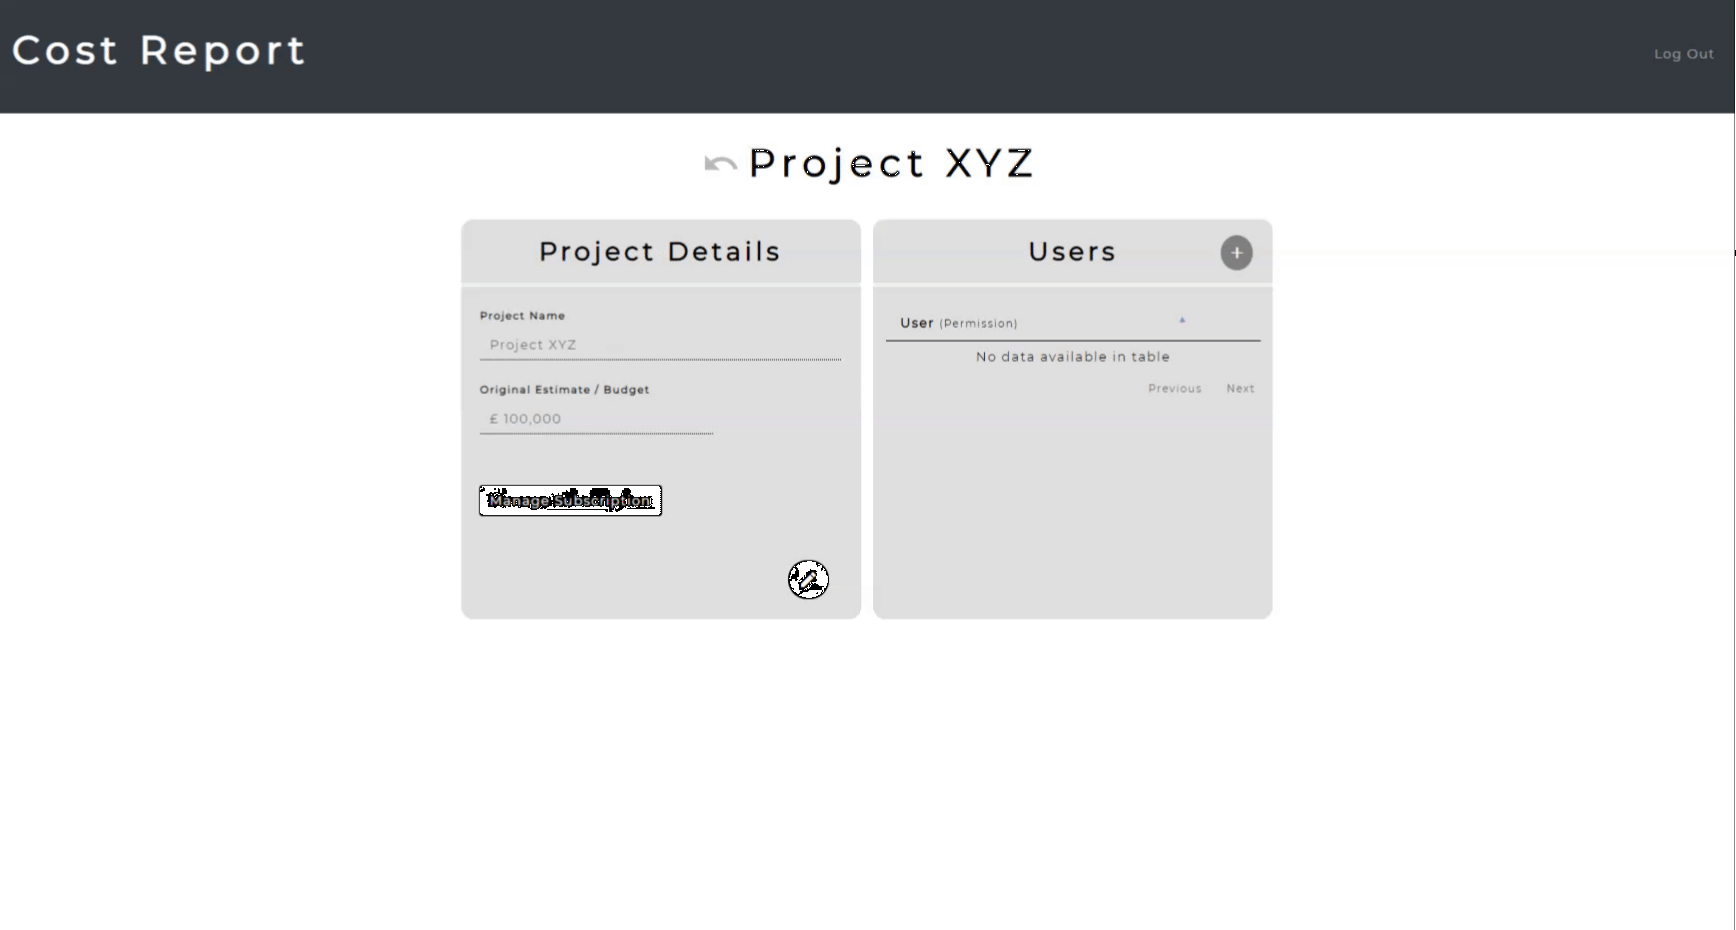 Cost Report
Log Out
Project XYZ
Project Details
Project Name
Project XYZ
Original Estimate / Budget
£ 100,000
Manage Subscription
Users
+
User (Permission)
No data available in table
Previous Next